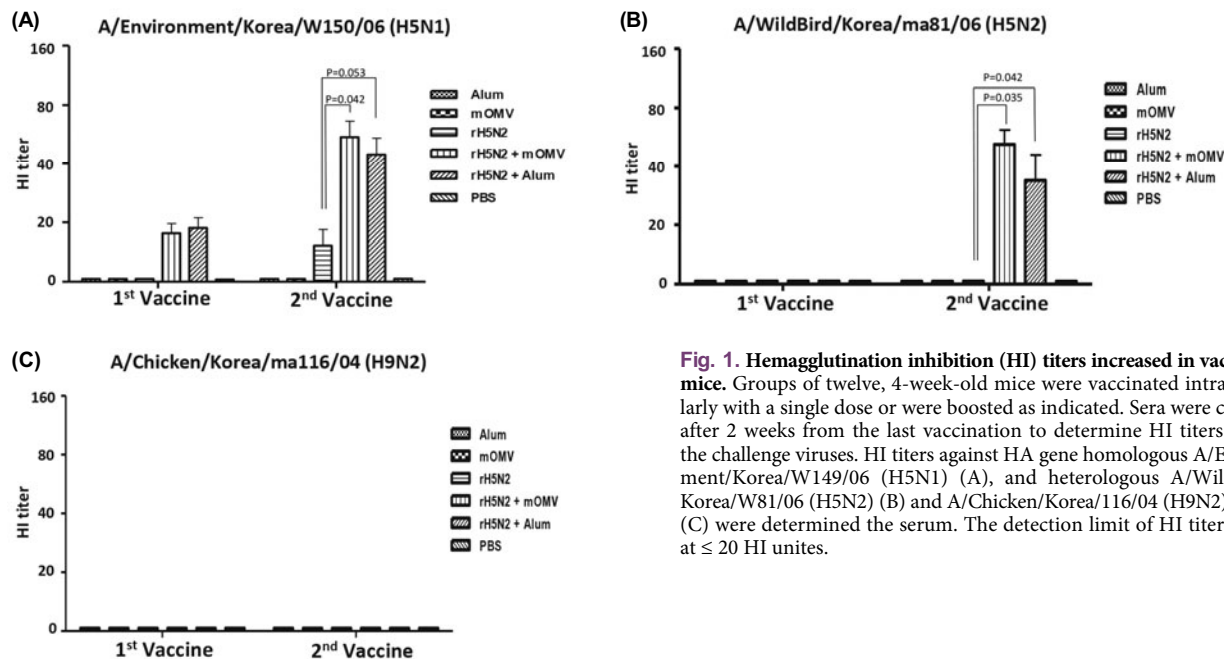 (A)
A/Environment/Korea/W150/06 (H5N1)
HI titer
160
80
40
20
0
P=0.053
P=0.042
1st Vaccine
2nd Vaccine
Alum
mOMV
rH5N2
rH5N2 + mOMV
rH5N2 + Alum
PBS
(B)
A/WildBird/Korea/ma81/06 (H5N2)
HI titer
160
80
40
20
0
P=0.042
P=0.035
1st Vaccine
2nd Vaccine
Alum
mOMV
rH5N2
rH5N2 + mOMV
rH5N2 + Alum
PBS
(C)
A/Chicken/Korea/ma116/04 (H9N2)
HI titer
160
80
40
20
0
1st Vaccine
2nd Vaccine
Alum
mOMV
rH5N2
rH5N2 + mOMV
rH5N2 + Alum
PBS
Fig. 1. Hemagglutination inhibition (HI) titers increased in vac
mice. Groups of twelve, 4-week-old mice were vaccinated intra
larly with a single dose or were boosted as indicated. Sera were c
after 2 weeks from the last vaccination to determine HI titers
the challenge viruses. HI titers against HA gene homologous A/E
ment/Korea/W149/06 (H5N1) (A), and heterologous A/Wil
Korea/W81/06 (H5N2) (B) and A/Chicken/Korea/116/04 (H9N2)
(C) were determined the serum. The detection limit of HI titer
at ≤ 20 HI unites.